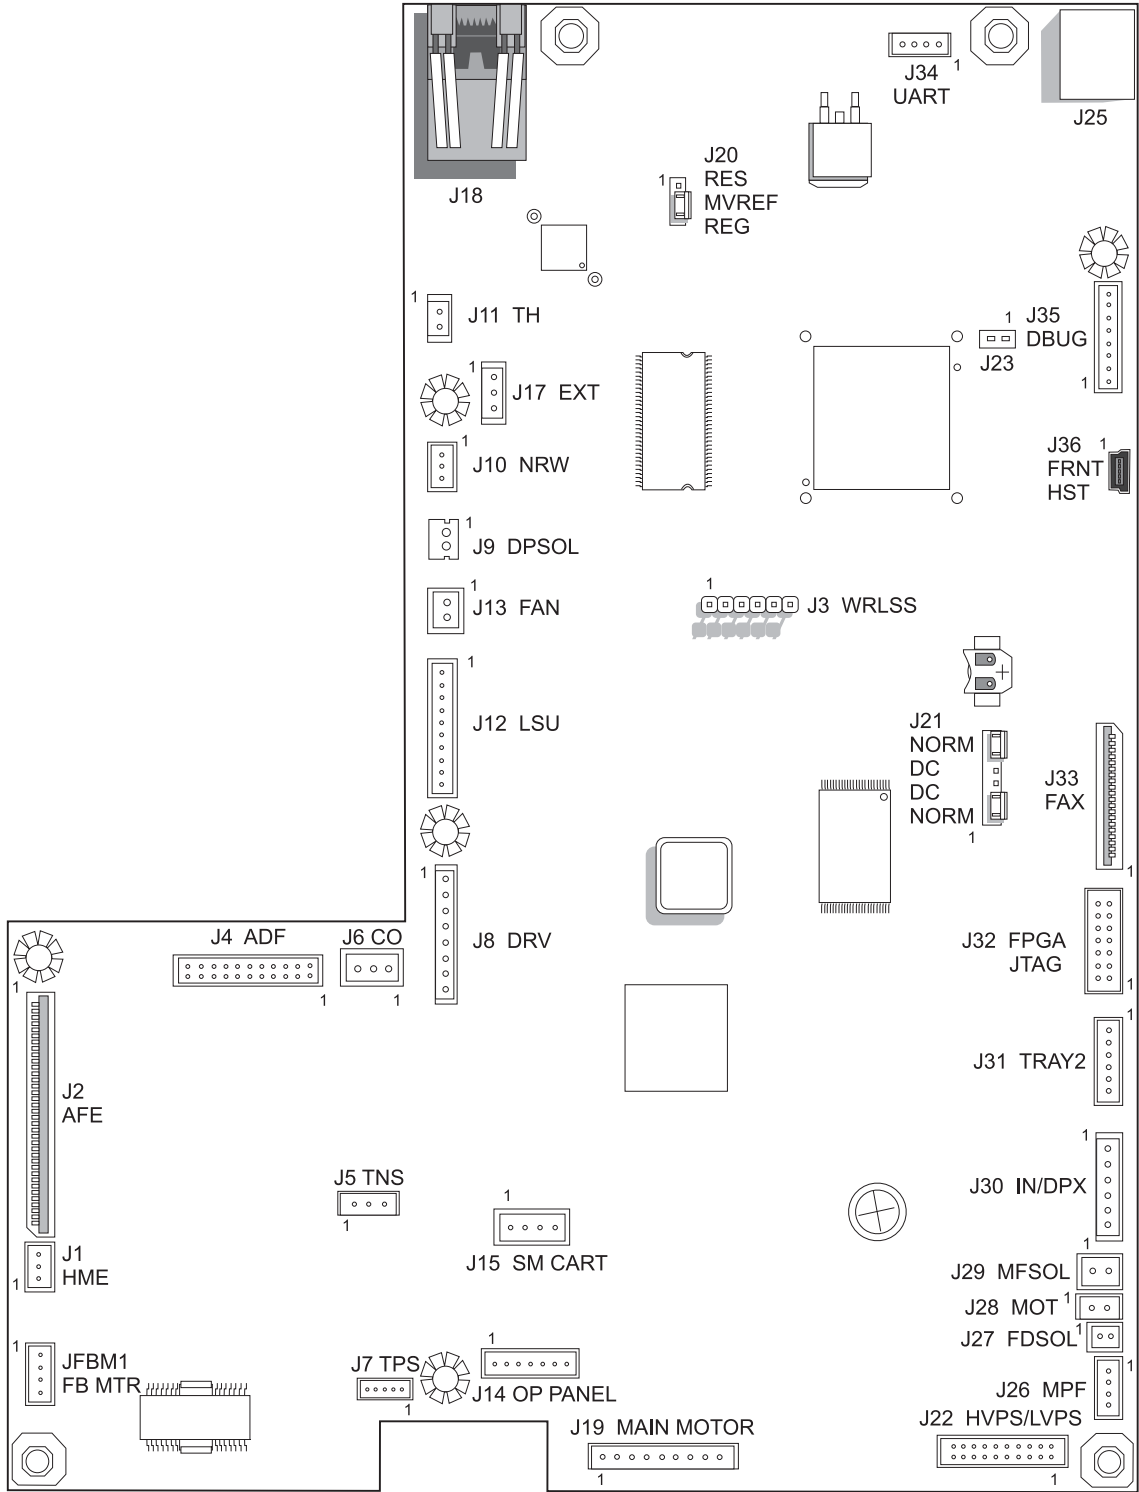 J34
1
UART
J25
J18
1
J20
RES
MVREF
REG
1
J11 TH
1
J35
DBUG
J23
1
1
J17 EXT
1
J10 NRW
J36
1
FRNT
HST
1
J9 DPSOL
1
J13 FAN
1
J3 WRLSS
1
J12 LSU
J21
NORM
DC
DC
NORM
1
J33
FAX
1
1
J8 DRV
J4 ADF
1
J6 CO
1
J32 FPGA
JTAG
1
1
J2
AFE
1
J31 TRAY2
J5 TNS
1
1
J15 SM CART
1
J30 IN/DPX
J1
HME
1
1
J29 MFSOL
J28 MOT
1
J27 FDSOL
1
1
JFBM1
FB MTR
J7 TPS
1
1
J14 OP PANEL
1
J26 MPF
J22 HVPS/LVPS
1
J19 MAIN MOTOR
1